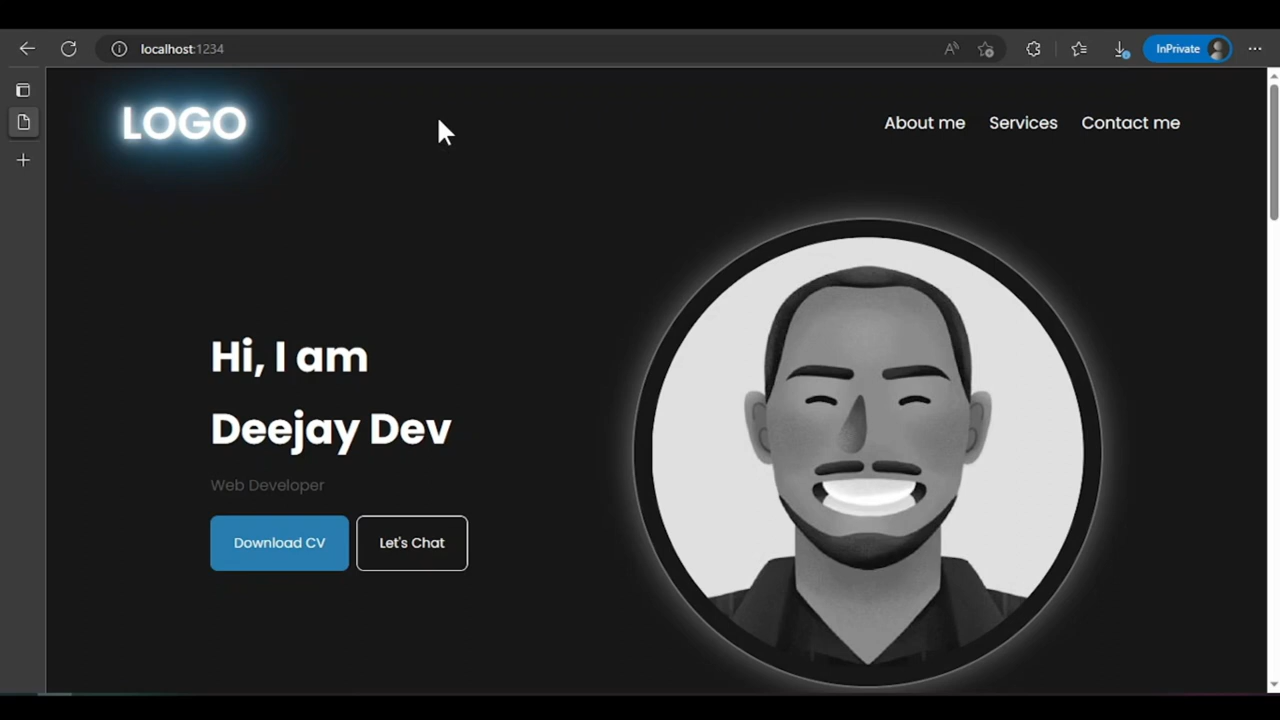 localhost:1234
InPrivate
LOGO
About me Services Contact me
Hi, I am
Deejay Dev
Web Developer
Download CV Let's Chat